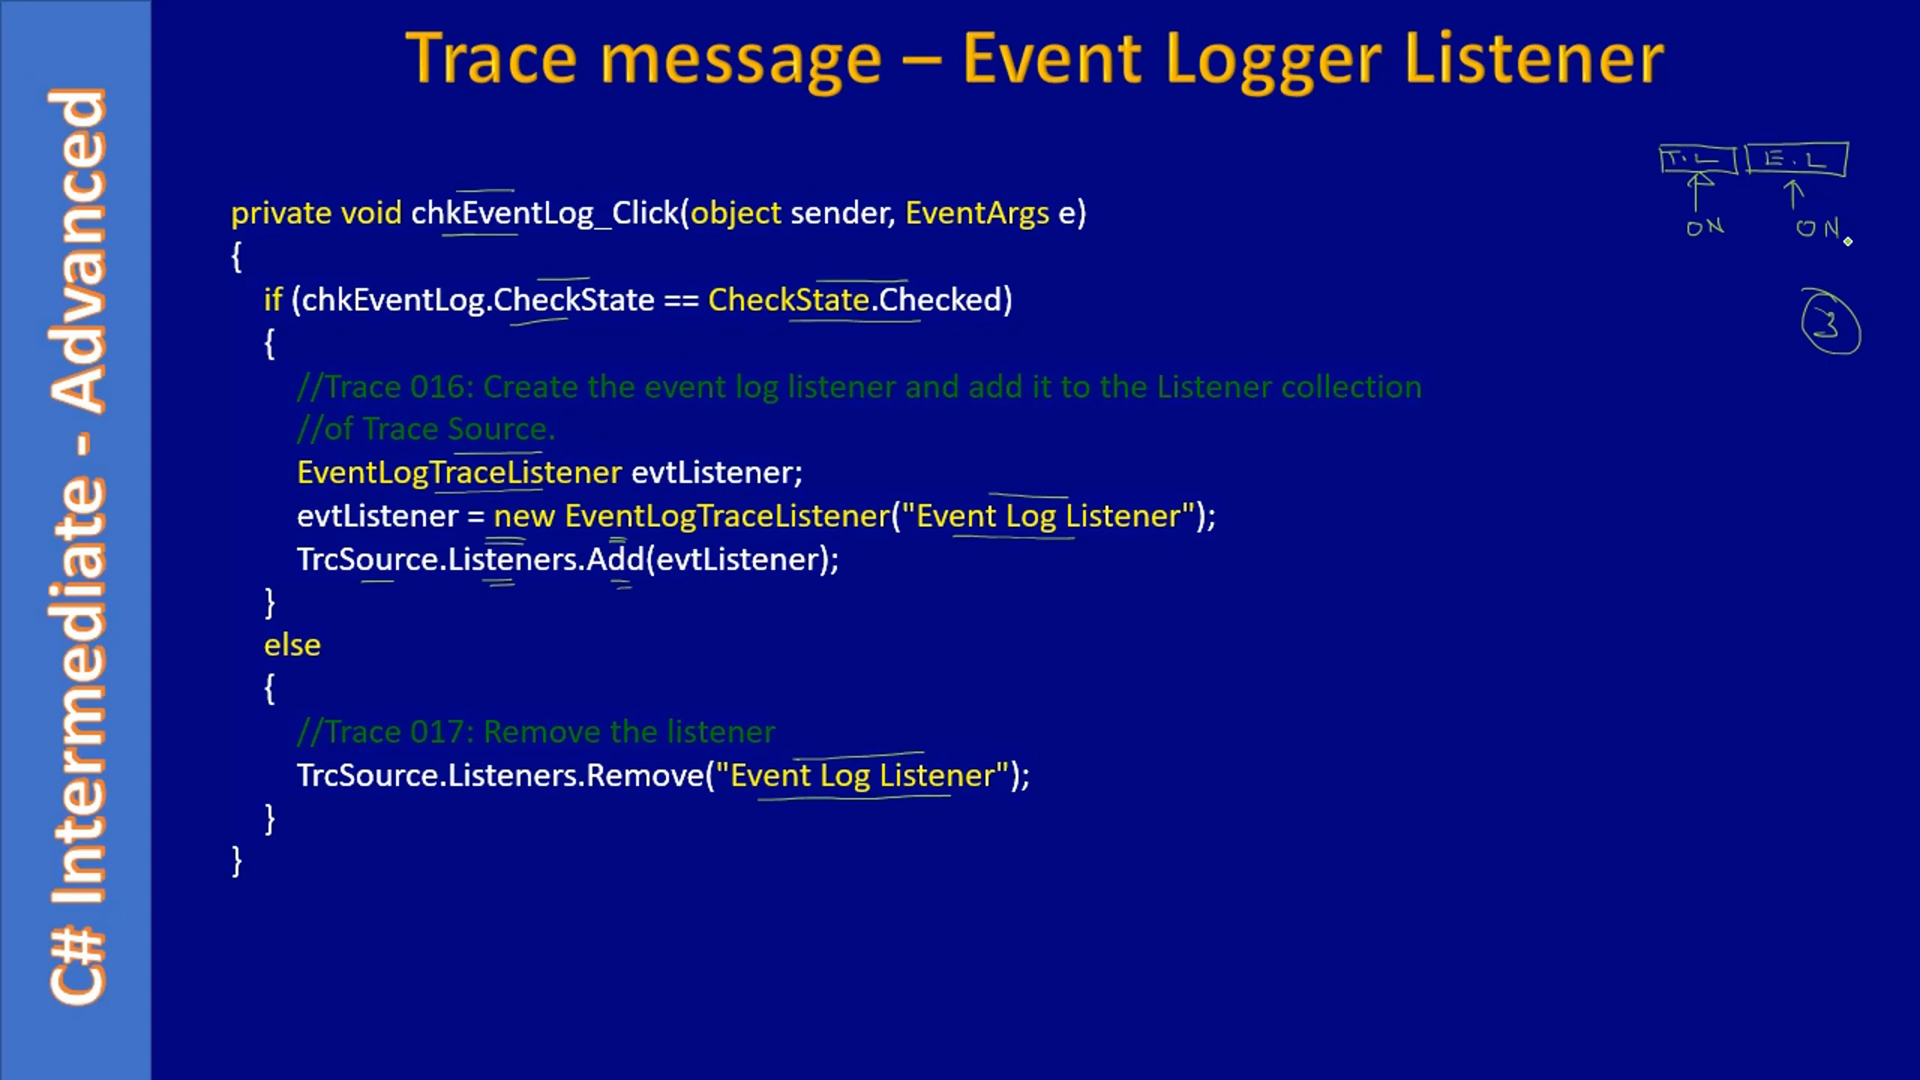 C# Intermediate - Advanced
Trace message – Event Logger Listener
T.L E.L
ON ON
3
private void chkEventLog_Click(object sender, EventArgs e)
{
if (chkEventLog.CheckState == CheckState.Checked)
{
//Trace 016: Create the event log listener and add it to the Listener collection
//of Trace Source.
EventLogTraceListener evtListener;
evtListener = new EventLogTraceListener("Event Log Listener");
TrcSource.Listeners.Add(evtListener);
}
else
{
//Trace 017: Remove the listener
TrcSource.Listeners.Remove("Event Log Listener");
}
}